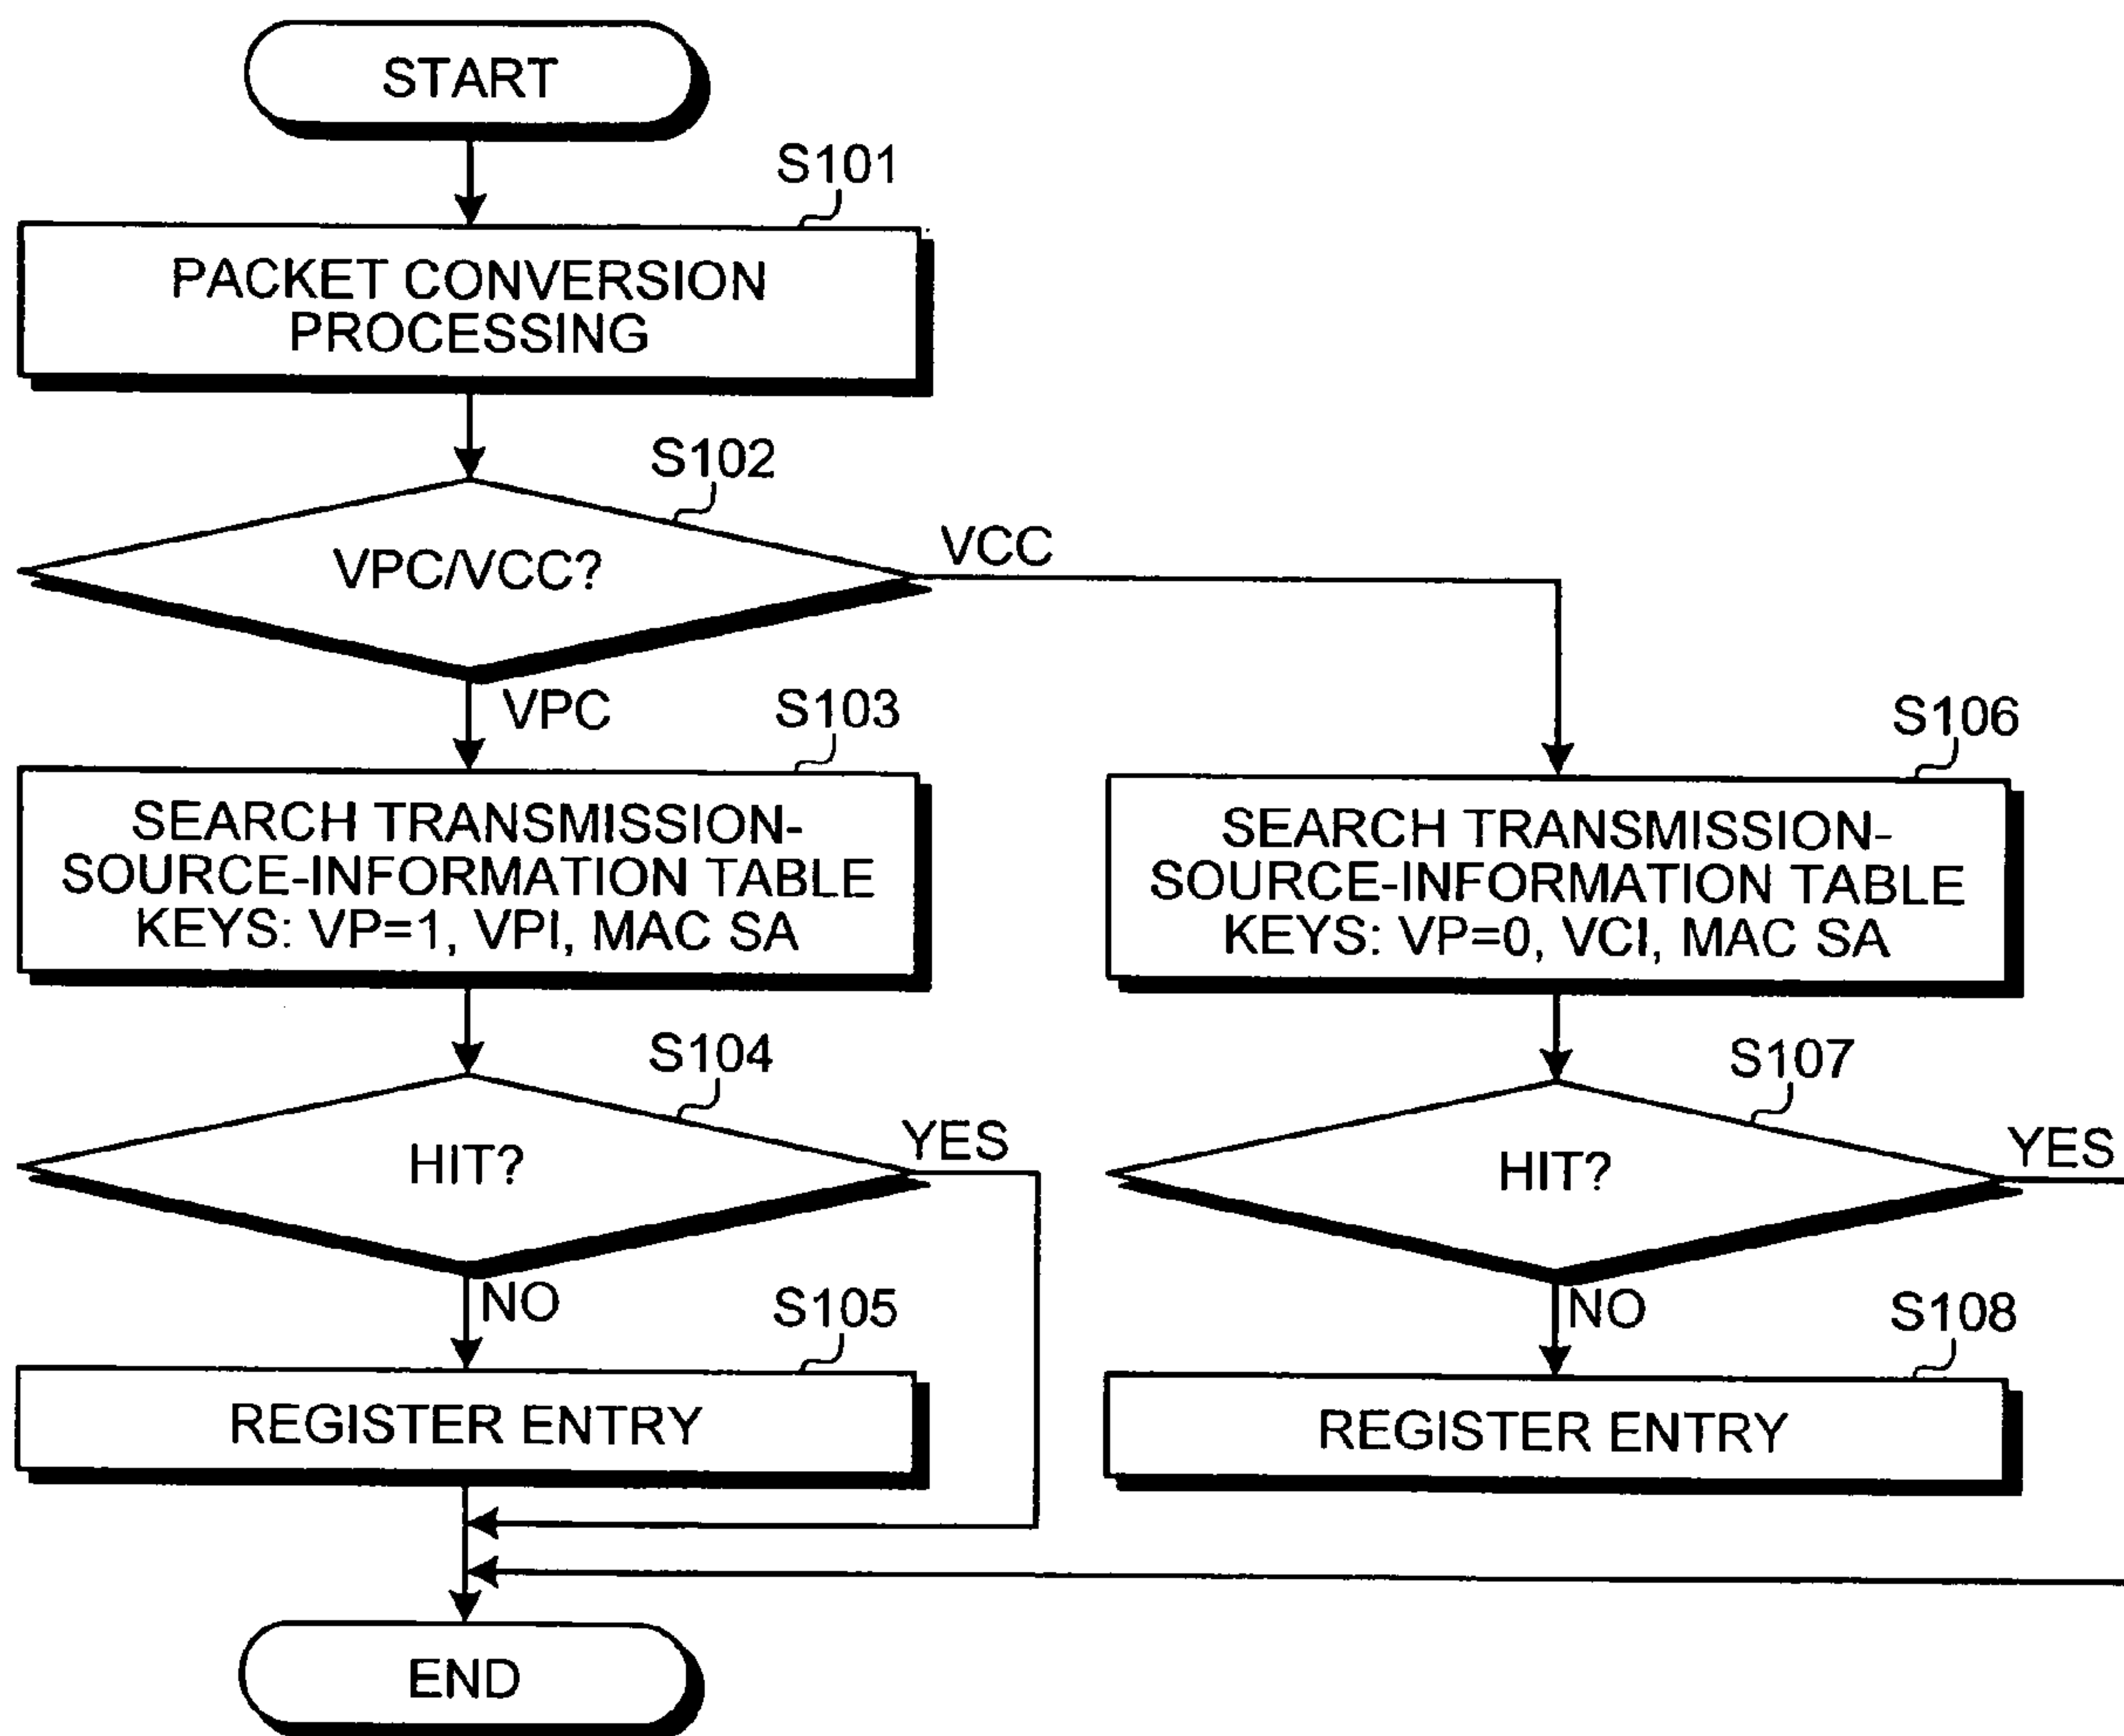 START
S101
PACKET CONVERSION
PROCESSING
S102
VPC/VCC?
VCC
VPC
S103
SEARCH TRANSMISSION-
SOURCE-INFORMATION TABLE
KEYS: VP=1, VPI, MAC SA
S106
SEARCH TRANSMISSION-
SOURCE-INFORMATION TABLE
KEYS: VP=0, VCI, MAC SA
S104
HIT?
YES
NO
S107
HIT?
YES
NO
S105
REGISTER ENTRY
S108
REGISTER ENTRY
END